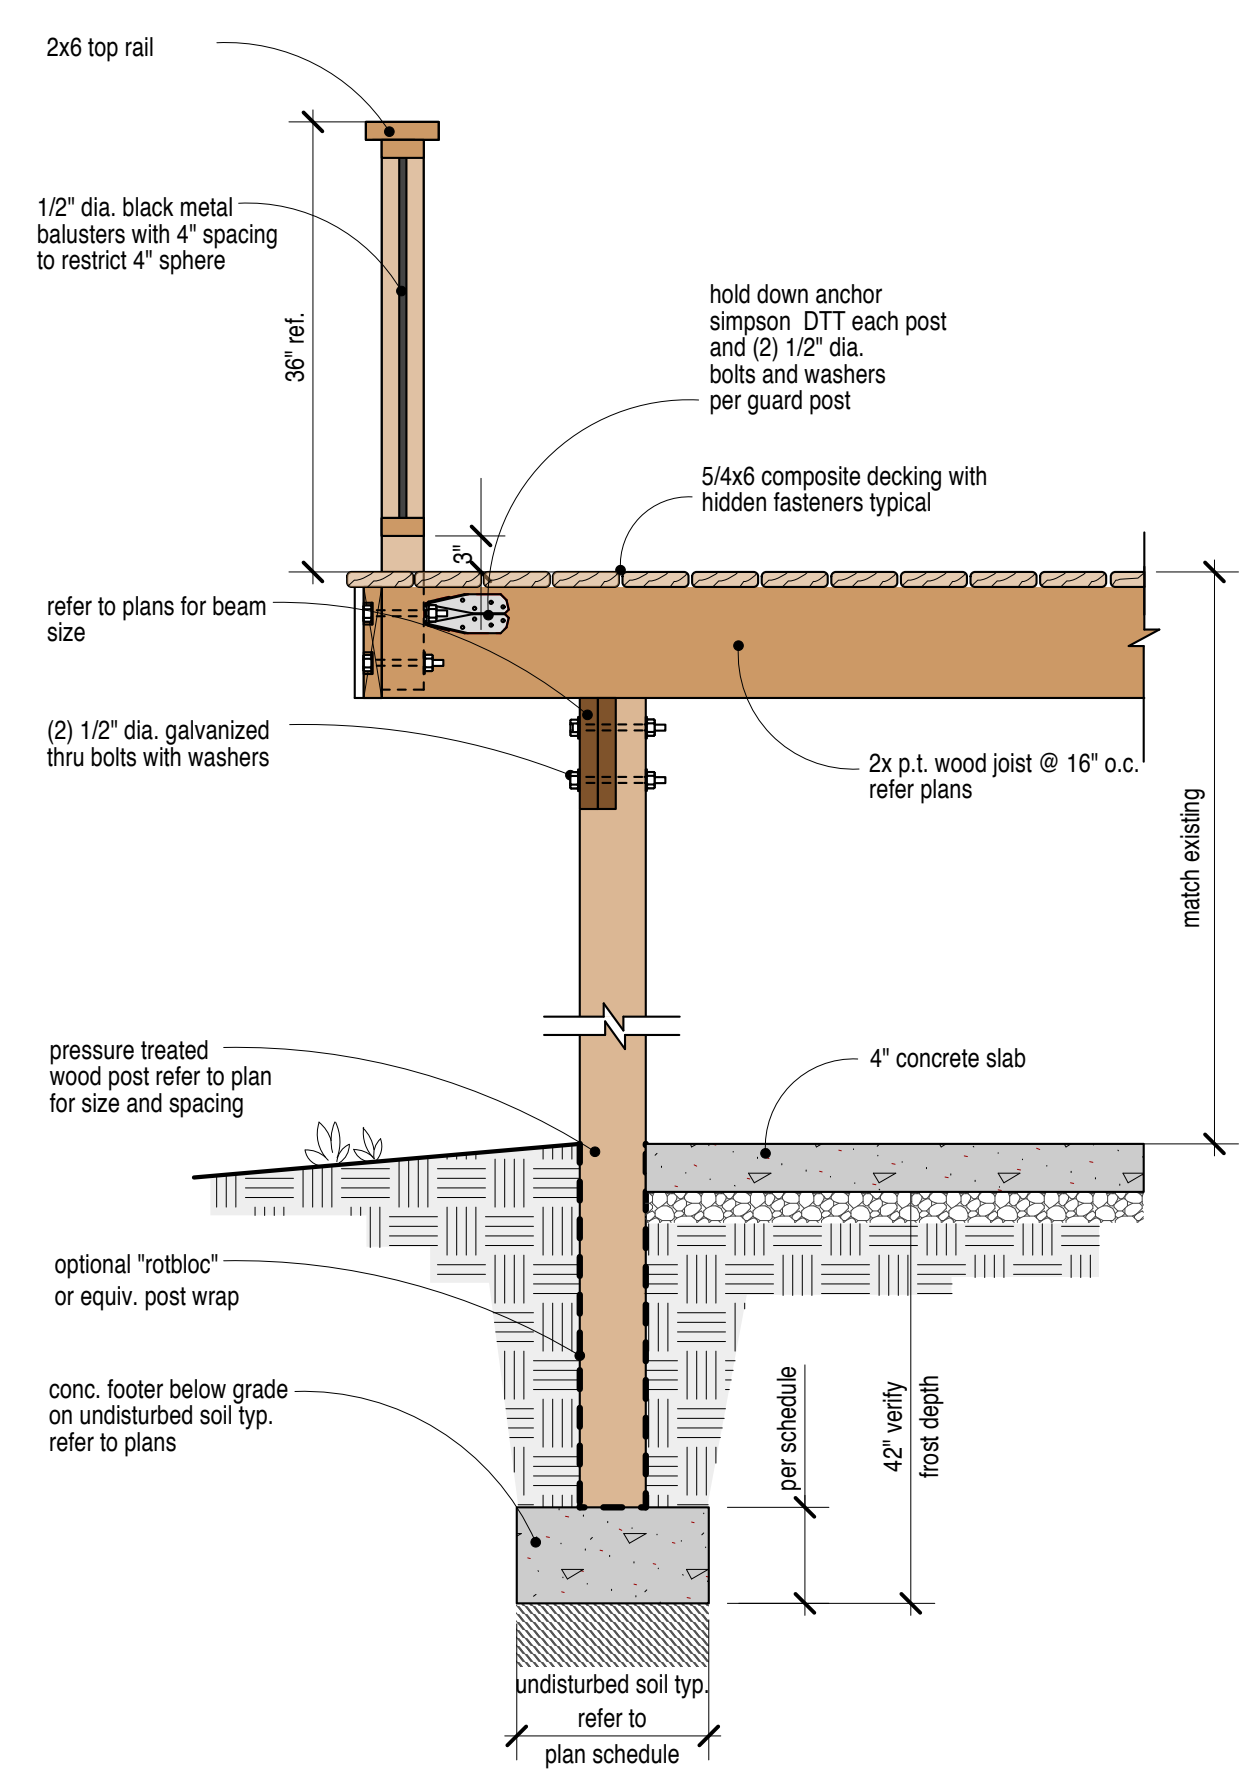 2x6 top rail
1/2" dia. black metal
balusters with 4" spacing
to restrict 4" sphere
36" ref.
hold down anchor
simpson DTT each post
and (2) 1/2" dia.
bolts and washers
per guard post
5/4x6 composite decking with
hidden fasteners typical
3"
refer to plans for beam
size
(2) 1/2" dia. galvanized
thru bolts with washers
2x p.t. wood joist @ 16" o.c.
refer plans
match existing
pressure treated
wood post refer to plan
for size and spacing
4" concrete slab
optional "rotbloc"
or equiv. post wrap
conc. footer below grade
on undisturbed soil typ.
refer to plans
per schedule
42" verify
frost depth
undisturbed soil typ.
refer to
plan schedule